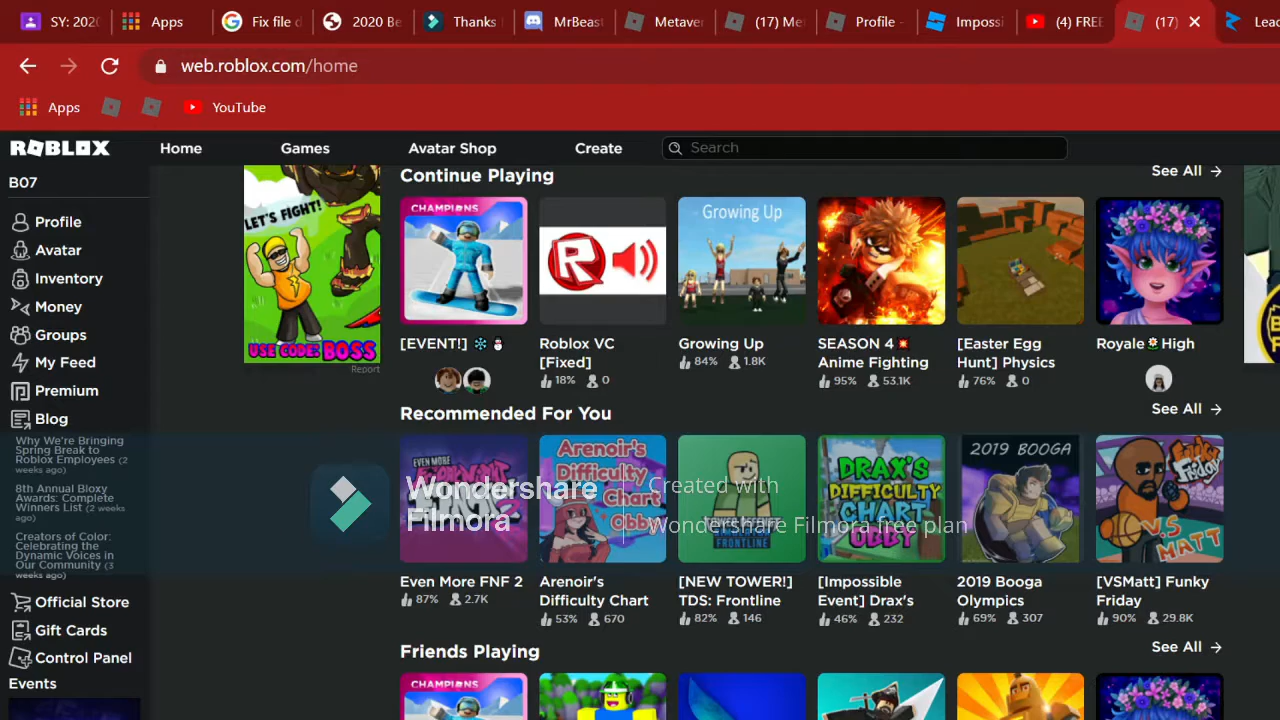 SY: 202
Apps
Fix file d
2020 Be
Thanks
MrBeast
Metaver
(17) Me
Profile -
Impossi
(4) FREE
(17)
Lead
web.roblox.com/home
Apps
YouTube
ROBLOX
Home
Games
Avatar Shop
Create
Search
B07
Profile
Avatar
Inventory
Money
Groups
My Feed
Premium
Blog
Why We're Bringing
Spring Break to
Roblox Employees (2
weeks ago)
8th Annual Bloxy
Awards: Complete
Winners List (2 weeks
ago)
Creators of Color:
Celebrating the
Dynamic Voices in
Our Community (3
weeks ago)
Official Store
Gift Cards
Control Panel
Events
LET'S FIGHT!
USE CODE: BOSS
Report
Continue Playing
See All →
CHAMPIONS
Growing Up
[EVENT!] ❄️ ⛄
Roblox VC
[Fixed]
18% 0
Growing Up
84% 1.8K
SEASON 4💥
Anime Fighting
95% 53.1K
[Easter Egg
Hunt] Physics
76% 0
Royale🌼High
Recommended For You
See All →
EVEN MORE
Arenoir's
Difficulty
Chart
Obby
FRONTLINE
DRAX'S
DIFFICULTY
CHART
OBBY
2019 BOOGA
Funky
Friday
V.S
MATT
Wondershare
Filmora
Created with
Wondershare Filmora free plan
Even More FNF 2
87% 2.7K
Arenoir's
Difficulty Chart
53% 670
[NEW TOWER!]
TDS: Frontline
82% 146
[Impossible
Event] Drax's
46% 232
2019 Booga
Olympics
69% 307
[VSMatt] Funky
Friday
90% 29.8K
Friends Playing
See All →
CHAMPIONS